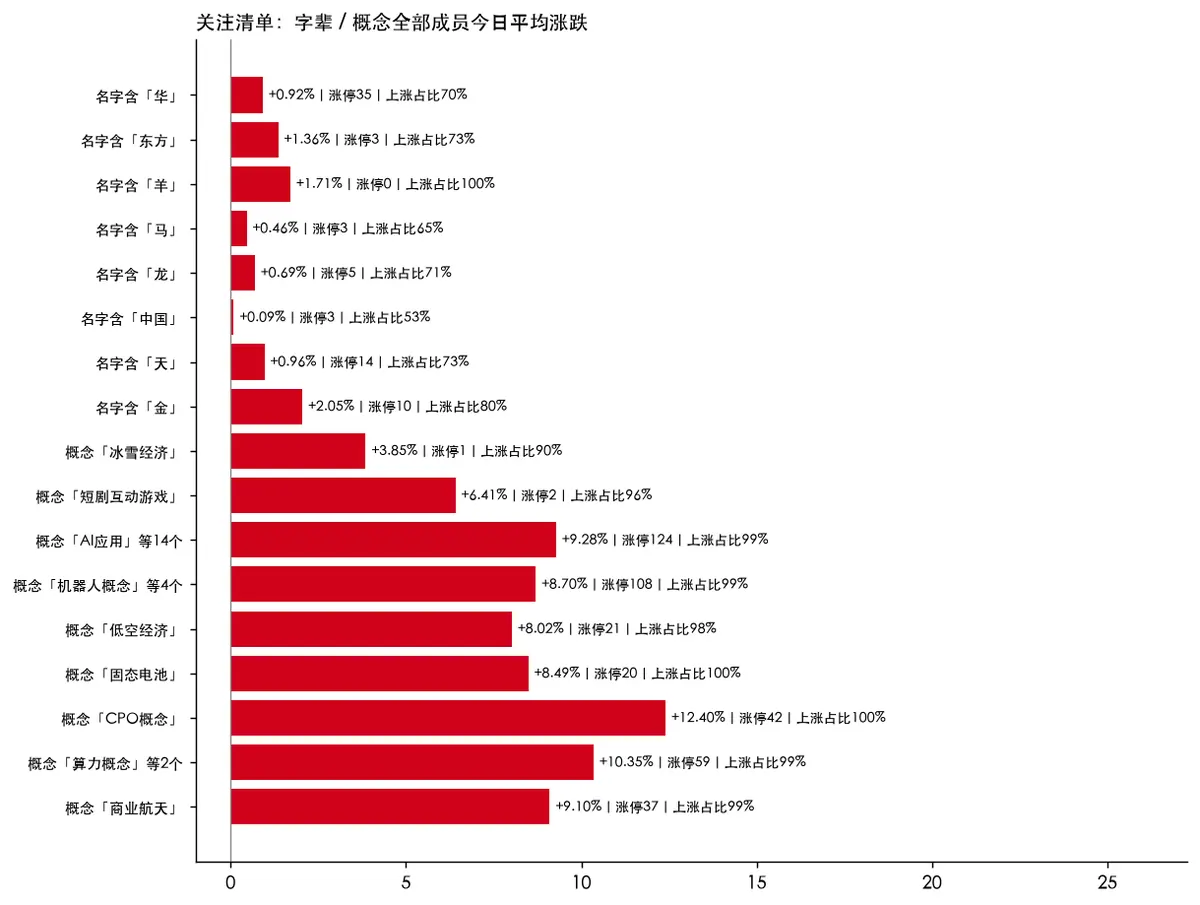 关注清单：字辈 / 概念全部成员今日平均涨跌
名字含「华」 +0.92% | 涨停35 | 上涨占比70%
名字含「东方」 +1.36% | 涨停3 | 上涨占比73%
名字含「羊」 +1.71% | 涨停0 | 上涨占比100%
名字含「马」 +0.46% | 涨停3 | 上涨占比65%
名字含「龙」 +0.69% | 涨停5 | 上涨占比71%
名字含「中国」 +0.09% | 涨停3 | 上涨占比53%
名字含「天」 +0.96% | 涨停14 | 上涨占比73%
名字含「金」 +2.05% | 涨停10 | 上涨占比80%
概念「冰雪经济」 +3.85% | 涨停1 | 上涨占比90%
概念「短剧互动游戏」 +6.41% | 涨停2 | 上涨占比96%
概念「AI应用」等14个 +9.28% | 涨停124 | 上涨占比99%
概念「机器人概念」等4个 +8.70% | 涨停108 | 上涨占比99%
概念「低空经济」 +8.02% | 涨停21 | 上涨占比98%
概念「固态电池」 +8.49% | 涨停20 | 上涨占比100%
概念「CPO概念」 +12.40% | 涨停42 | 上涨占比100%
概念「算力概念」等2个 +10.35% | 涨停59 | 上涨占比99%
概念「商业航天」 +9.10% | 涨停37 | 上涨占比99%
0 5 10 15 20 25